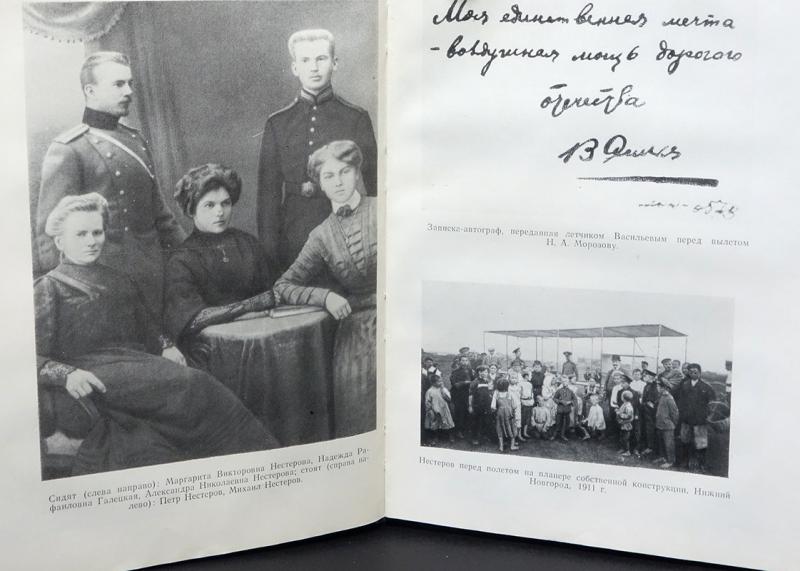 Сидят (слева направо): Маргарита Викторовна Нестерова, Надежда Ра-
фаиловна Галецкая, Александра Николаевна Нестерова; стоят (справа на-
лево): Петр Нестеров, Михаил Нестеров.
Моя единственная мечта
- воздушная мощь дорогого
отечества
Записка-автограф, переданная летчиком Васильевым перед вылетом
Н. А. Морозову.
Нестеров перед полетом на планере собственной конструкции, Нижний
Новгород, 1911 г.